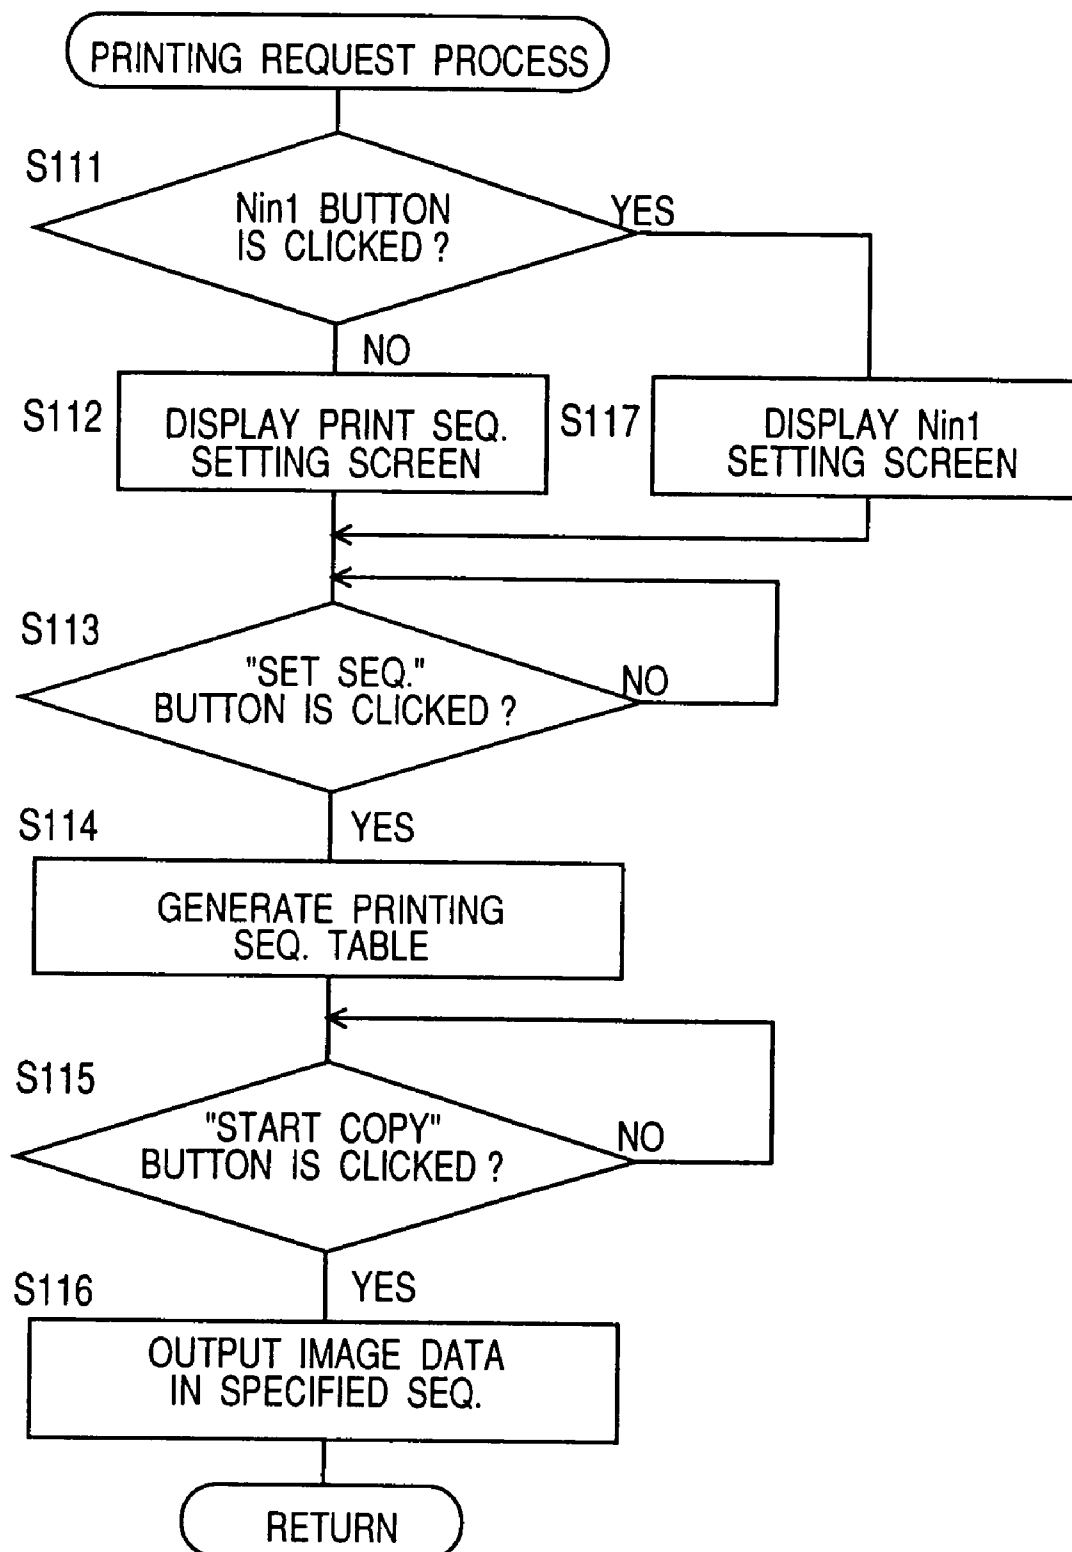 PRINTING REQUEST PROCESS
S111
Nin1 BUTTON
IS CLICKED ?
YES
NO
S112
DISPLAY PRINT SEQ.
SETTING SCREEN
S117
DISPLAY Nin1
SETTING SCREEN
S113
"SET SEQ."
BUTTON IS CLICKED ?
NO
YES
S114
GENERATE PRINTING
SEQ. TABLE
S115
"START COPY"
BUTTON IS CLICKED ?
NO
YES
S116
OUTPUT IMAGE DATA
IN SPECIFIED SEQ.
RETURN